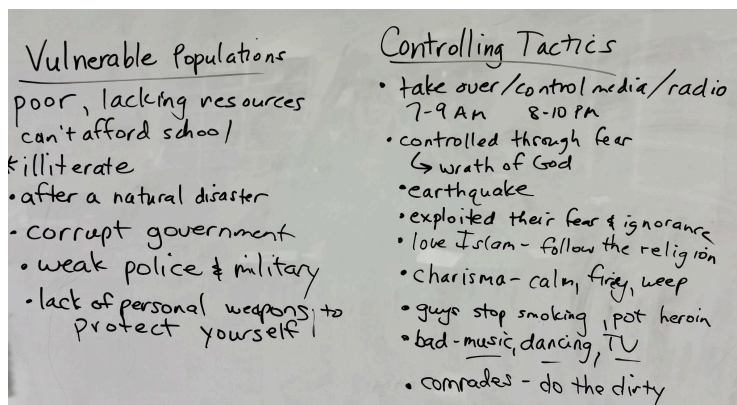 Vulnerable Populations
poor, lacking resources
can't afford school
* illiterate
• after a natural disaster
- corrupt government
• weak police & military
• lack of personal weapons to
protect yourself
Controlling Tactics
• take over/control media/radio
7-9 AM 8-10 PM
• controlled through fear
↳ wrath of God
• earthquake
• exploited their fear & ignorance
• love Islam - follow the religion
• charisma - calm, firey, weep
• guys stop smoking, pot heroin
• bad - music, dancing, TV
• comrades - do the dirty